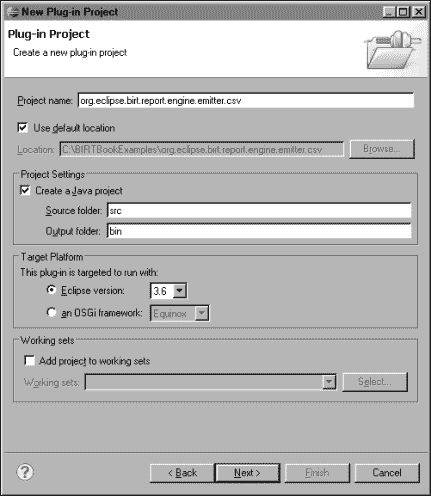 New Plug-in Project
Plug-in Project
Create a new plug-in project
Project name: org.eclipse.birt.report.engine.emitter.csv
Use default location
Location: C:\BIRTBookExamples\org.eclipse.birt.report.engine.emitter.csv Browse...
Project Settings
Create a Java project
Source folder: src
Output folder: bin
Target Platform
This plug-in is targeted to run with:
Eclipse version: 3.6
an OSGi framework: Equinox
Working sets
Add project to working sets
Working sets: Select...
? < Back Next > Finish Cancel